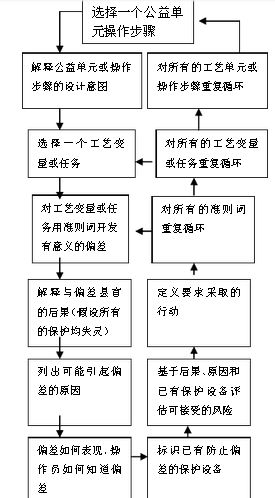 选择一个公益单
元操作步骤
解释公益单元或操作
步骤的设计意图
选择一个工艺变量
或任务
对工艺变量或任
务用准则词开发
有意义的偏差
解释与偏差县首
的后果(假设所有
的保护均失灵)
列出可能引起偏
差的原因
偏差如何表现,操
作员如何知道偏
差
对所有的工艺单元或
操作步骤重复循环
对所有的工艺变量
或任务重复循环
对所有的准则词
重复循环
定义要求采取的
行动
基于后果、原因和
已有保护设备评
估可接受的风险
标识已有防止偏
差的保护设备